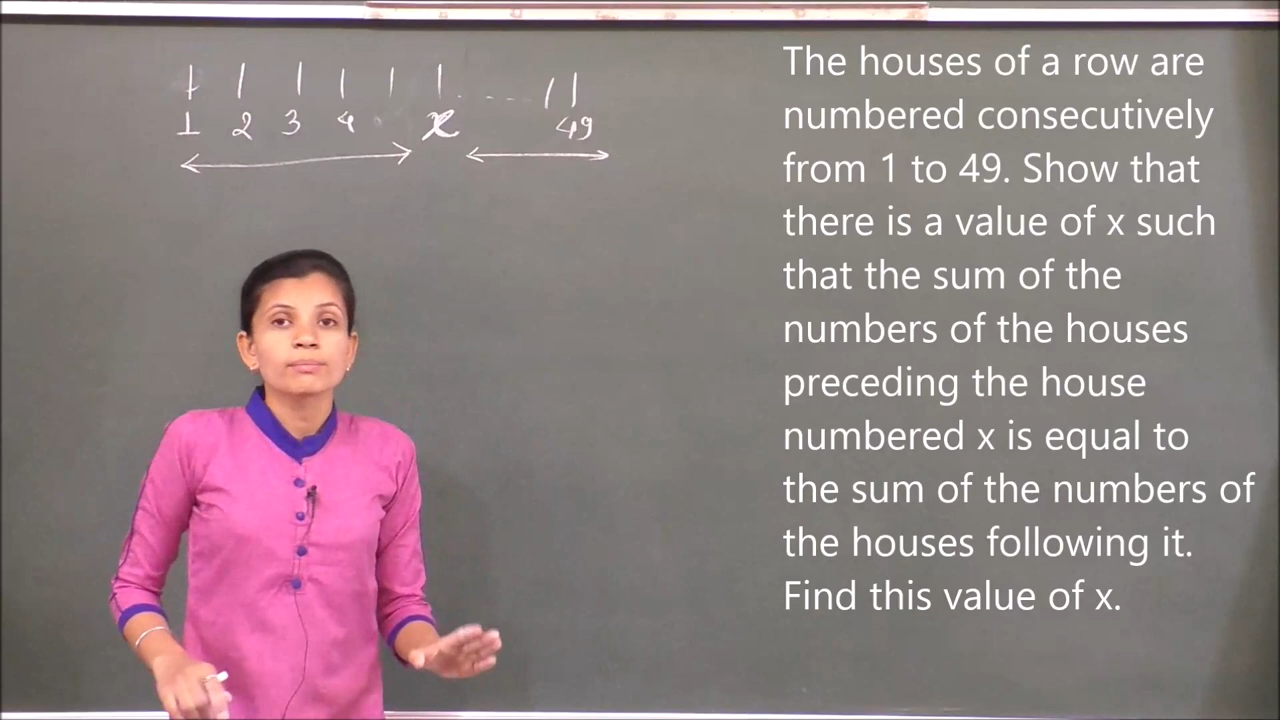 1 2 3 4 x 49
The houses of a row are
numbered consecutively
from 1 to 49. Show that
there is a value of x such
that the sum of the
numbers of the houses
preceding the house
numbered x is equal to
the sum of the numbers of
the houses following it.
Find this value of x.